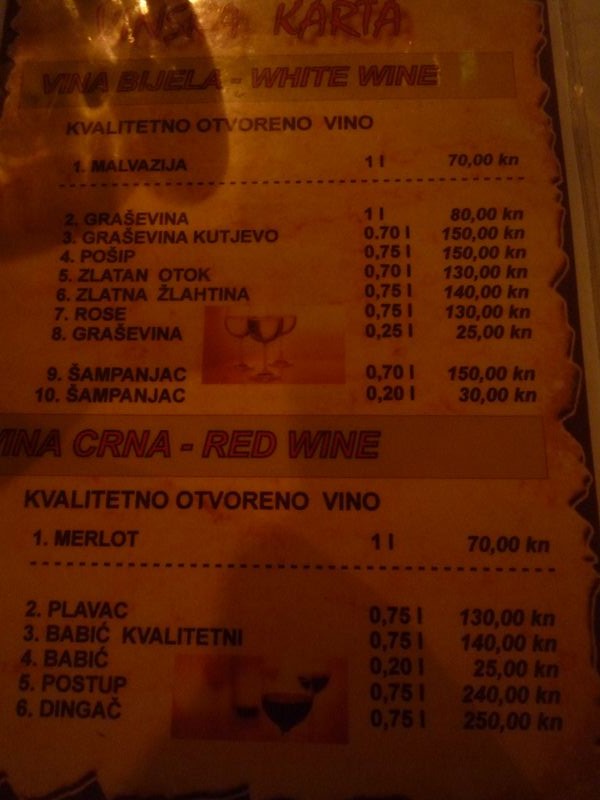 VINSKA KARTA
VINA BIJELA - WHITE WINE
KVALITETNO OTVORENO VINO
1. MALVAZIJA 1 l 70,00 kn
2. GRAŠEVINA 1 l 80,00 kn
3. GRAŠEVINA KUTJEVO 0.70 l 150,00 kn
4. POŠIP 0,75 l 150,00 kn
5. ZLATAN OTOK 0,70 l 130,00 kn
6. ZLATNA ŽLAHTINA 0,75 l 140,00 kn
7. ROSE 0,75 l 130,00 kn
8. GRAŠEVINA 0,25 l 25,00 kn
9. ŠAMPANJAC 0,70 l 150,00 kn
10. ŠAMPANJAC 0,20 l 30,00 kn
VINA CRNA - RED WINE
KVALITETNO OTVORENO VINO
1. MERLOT 1 l 70,00 kn
2. PLAVAC 0,75 l 130,00 kn
3. BABIĆ KVALITETNI 0,75 l 140,00 kn
4. BABIĆ 0,20 l 25,00 kn
5. POSTUP 0,75 l 240,00 kn
6. DINGAČ 0,75 l 250,00 kn